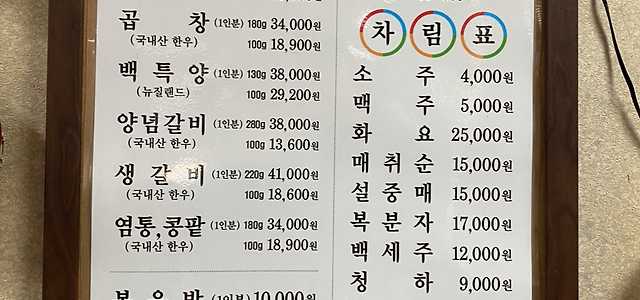 곱창 (1인분) 180g 34,000원
(국내산 한우) 100g 18,900원
백특양 (1인분) 130g 38,000원
(뉴질랜드) 100g 29,200원
양념갈비 (1인분) 280g 38,000원
(국내산 한우) 100g 13,600원
생갈비 (1인분) 220g 41,000원
(국내산 한우) 100g 18,600원
염통,콩팥 (1인분) 180g 34,000원
(국내산 한우) 100g 18,900원
볶음밥 (1인분) 10,000원
차림표
소주 4,000원
맥주 5,000원
화요 25,000원
매취순 15,000원
설중매 15,000원
복분자 17,000원
백세주 12,000원
청하 9,000원